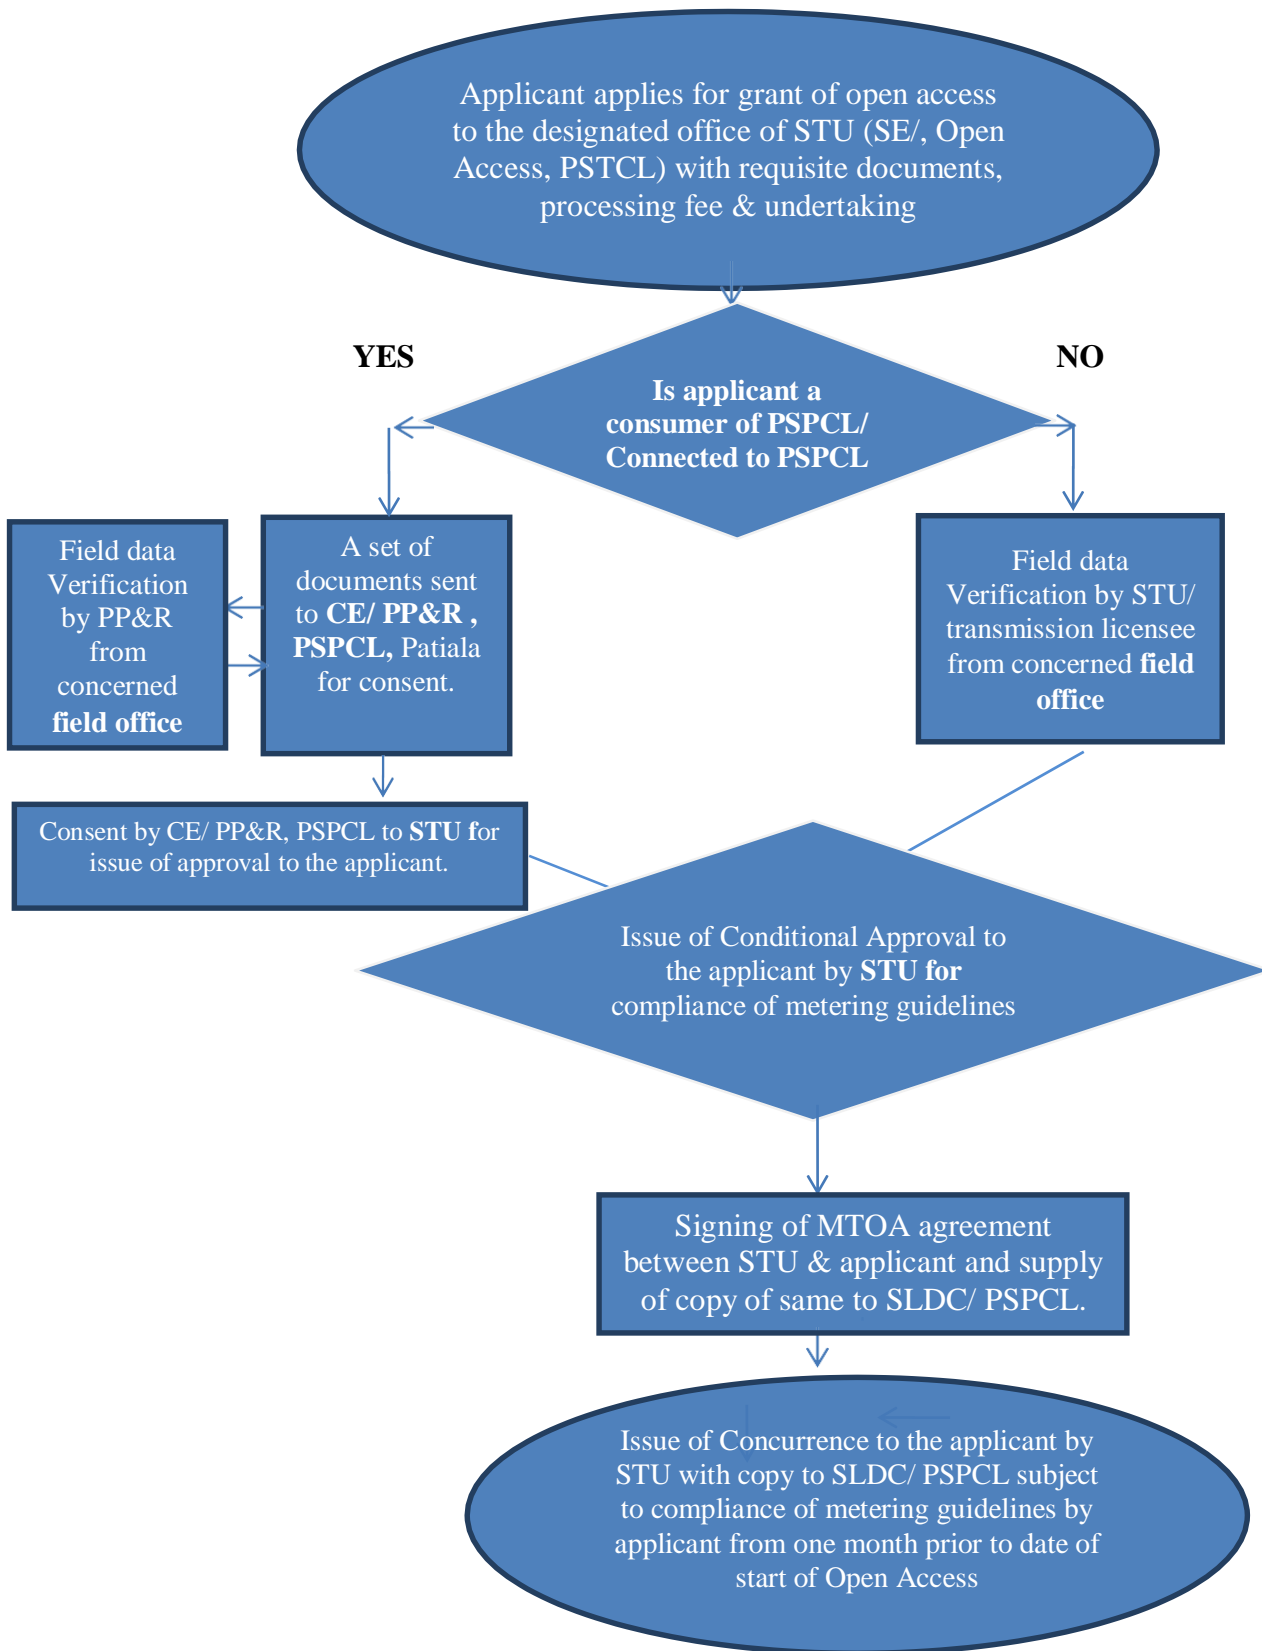 Applicant applies for grant of open access
to the designated office of STU (SE/, Open
Access, PSTCL) with requisite documents,
processing fee & undertaking
YES
NO
Is applicant a
consumer of PSPCL/
Connected to PSPCL
Field data
Verification
by PP&R
from
concerned
field office
A set of
documents sent
to CE/ PP&R ,
PSPCL, Patiala
for consent.
Field data
Verification by STU/
transmission licensee
from concerned field
office
Consent by CE/ PP&R, PSPCL to STU for
issue of approval to the applicant.
Issue of Conditional Approval to
the applicant by STU for
compliance of metering guidelines
Signing of MTOA agreement
between STU & applicant and supply
of copy of same to SLDC/ PSPCL.
Issue of Concurrence to the applicant by
STU with copy to SLDC/ PSPCL subject
to compliance of metering guidelines by
applicant from one month prior to date of
start of Open Access